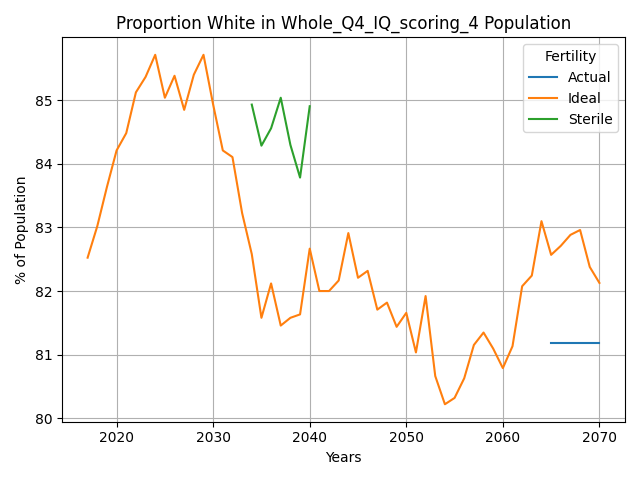 Proportion White in Whole_Q4_IQ_scoring_4 Population
Fertility
Actual
Ideal
Sterile
% of Population
85
84
83
82
81
80
2020 2030 2040 2050 2060 2070
Years